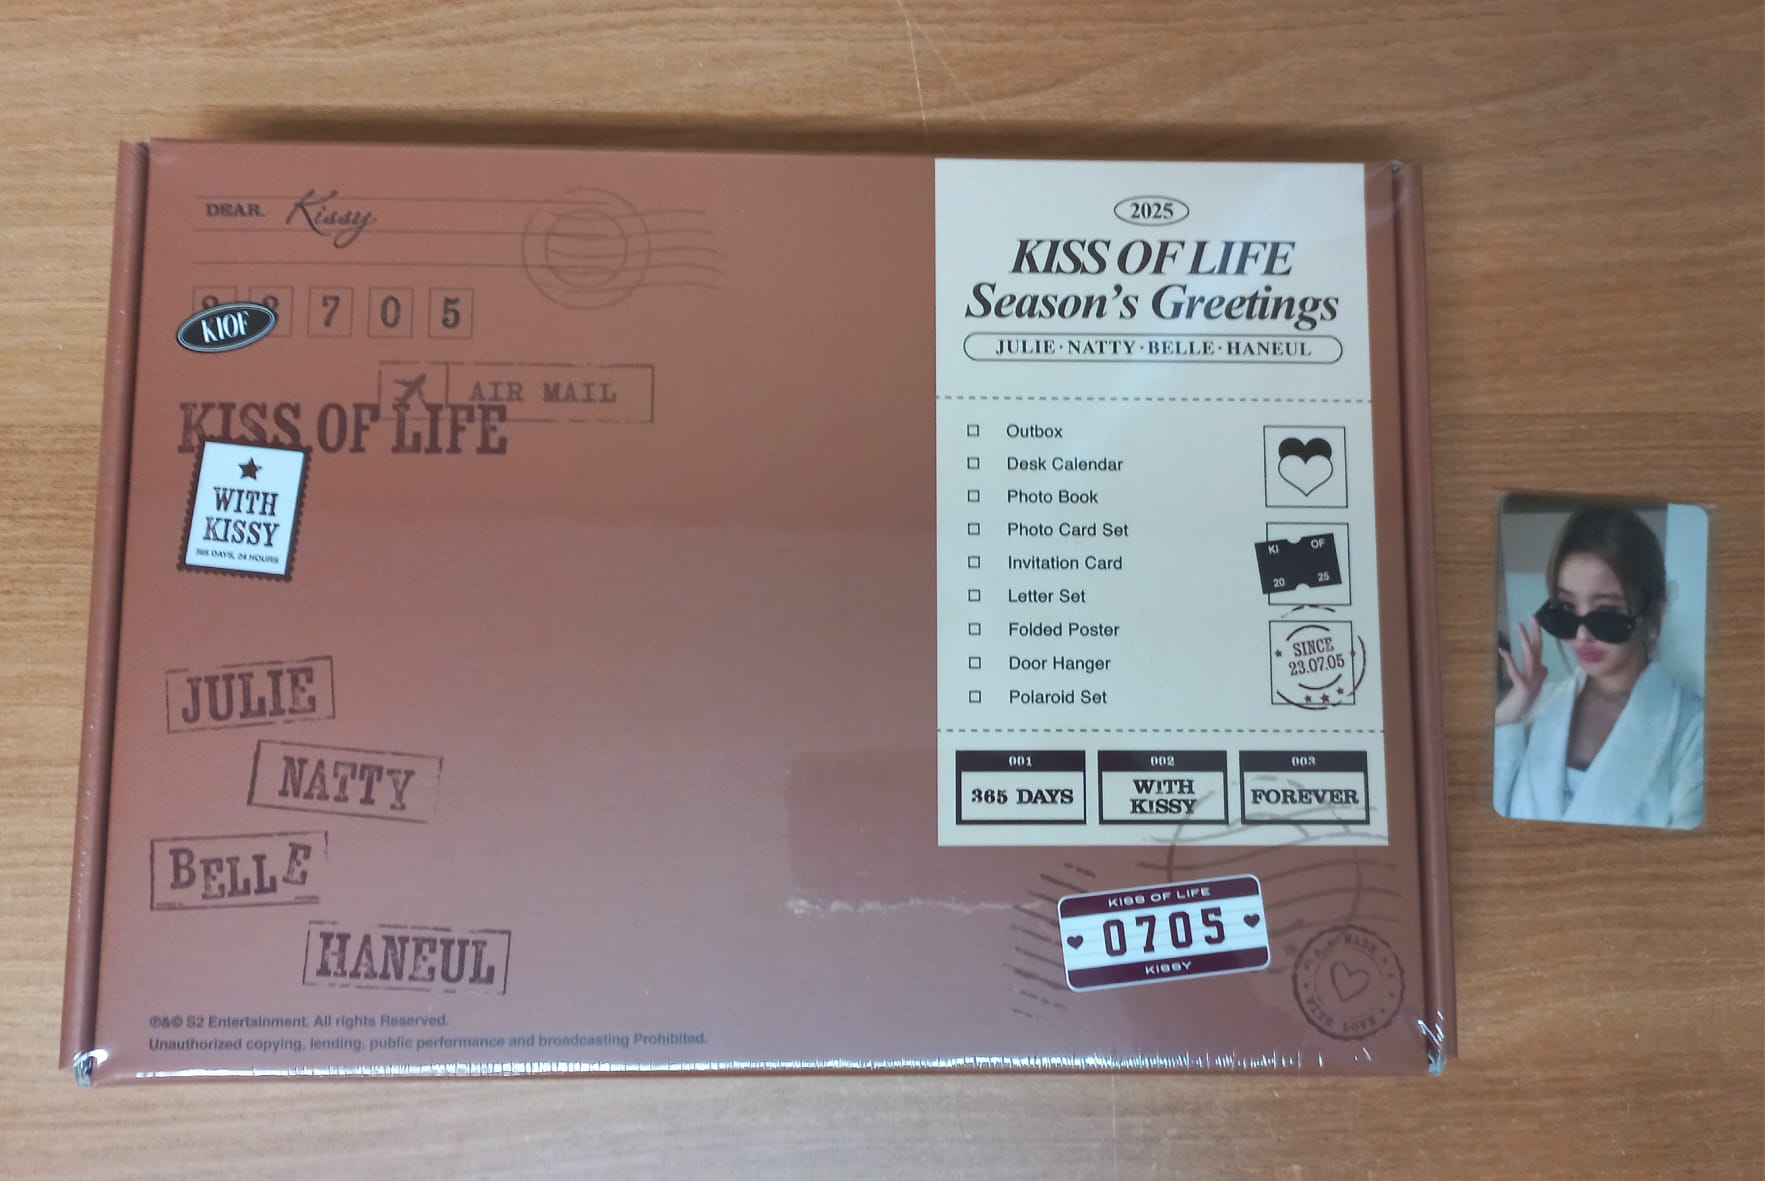 DEAR. Kissy
7 0 5
KIOF
AIR MAIL
KISS OF LIFE
WITH
KISSY
365 DAYS, 24 HOURS
JULIE
NATTY
BELLE
HANEUL
℗&© S2 Entertainment. All rights Reserved.
Unauthorized copying, lending, public performance and broadcasting Prohibited.
2025
KISS OF LIFE
Season's Greetings
JULIE·NATTY·BELLE·HANEUL
Outbox
Desk Calendar
Photo Book
Photo Card Set
Invitation Card
Letter Set
Folded Poster
Door Hanger
Polaroid Set
KI OF
20 25
SINCE
23.07.05
001
365 DAYS
002
W!TH
K!SSY
003
FOREVER
KISS OF LIFE
0705
KISSY